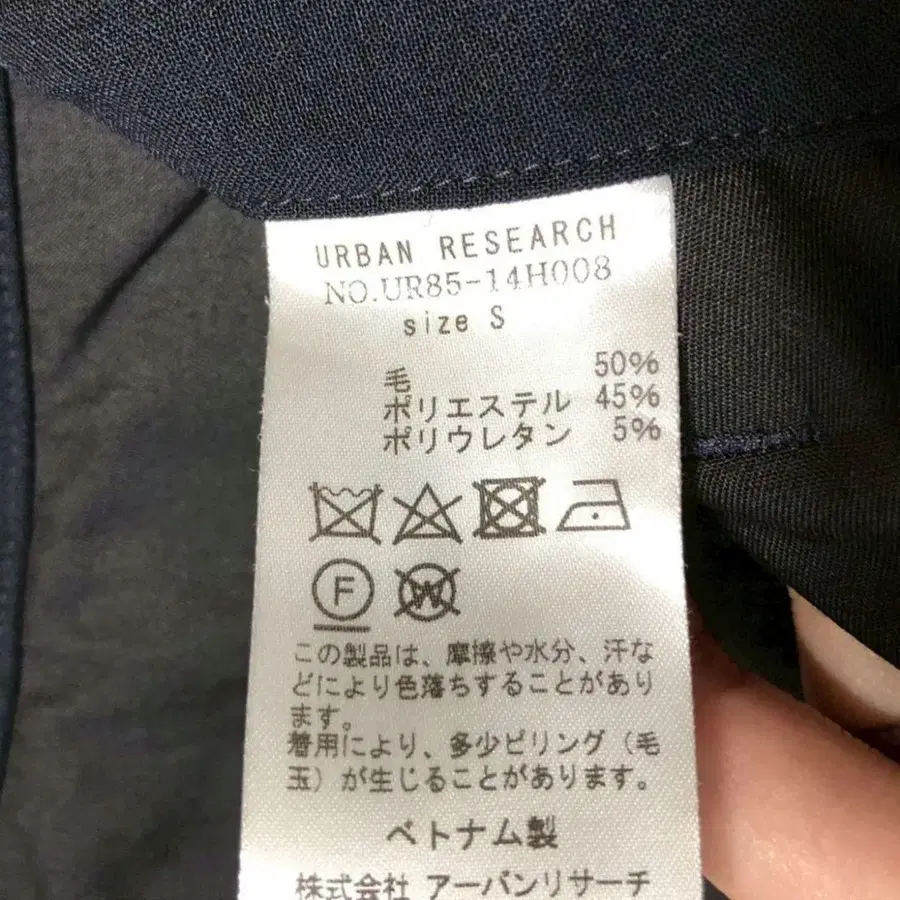 URBAN RESEARCH
NO.UR85-14H008
size S
毛 50%
ポリエステル 45%
ポリウレタン 5%
F
W
この製品は、摩擦や水分、汗な
どにより色落ちすることがあり
ます。
着用により、多少ピリング（毛
玉）が生じることがあります。
ベトナム製
株式会社 アーバンリサーチ